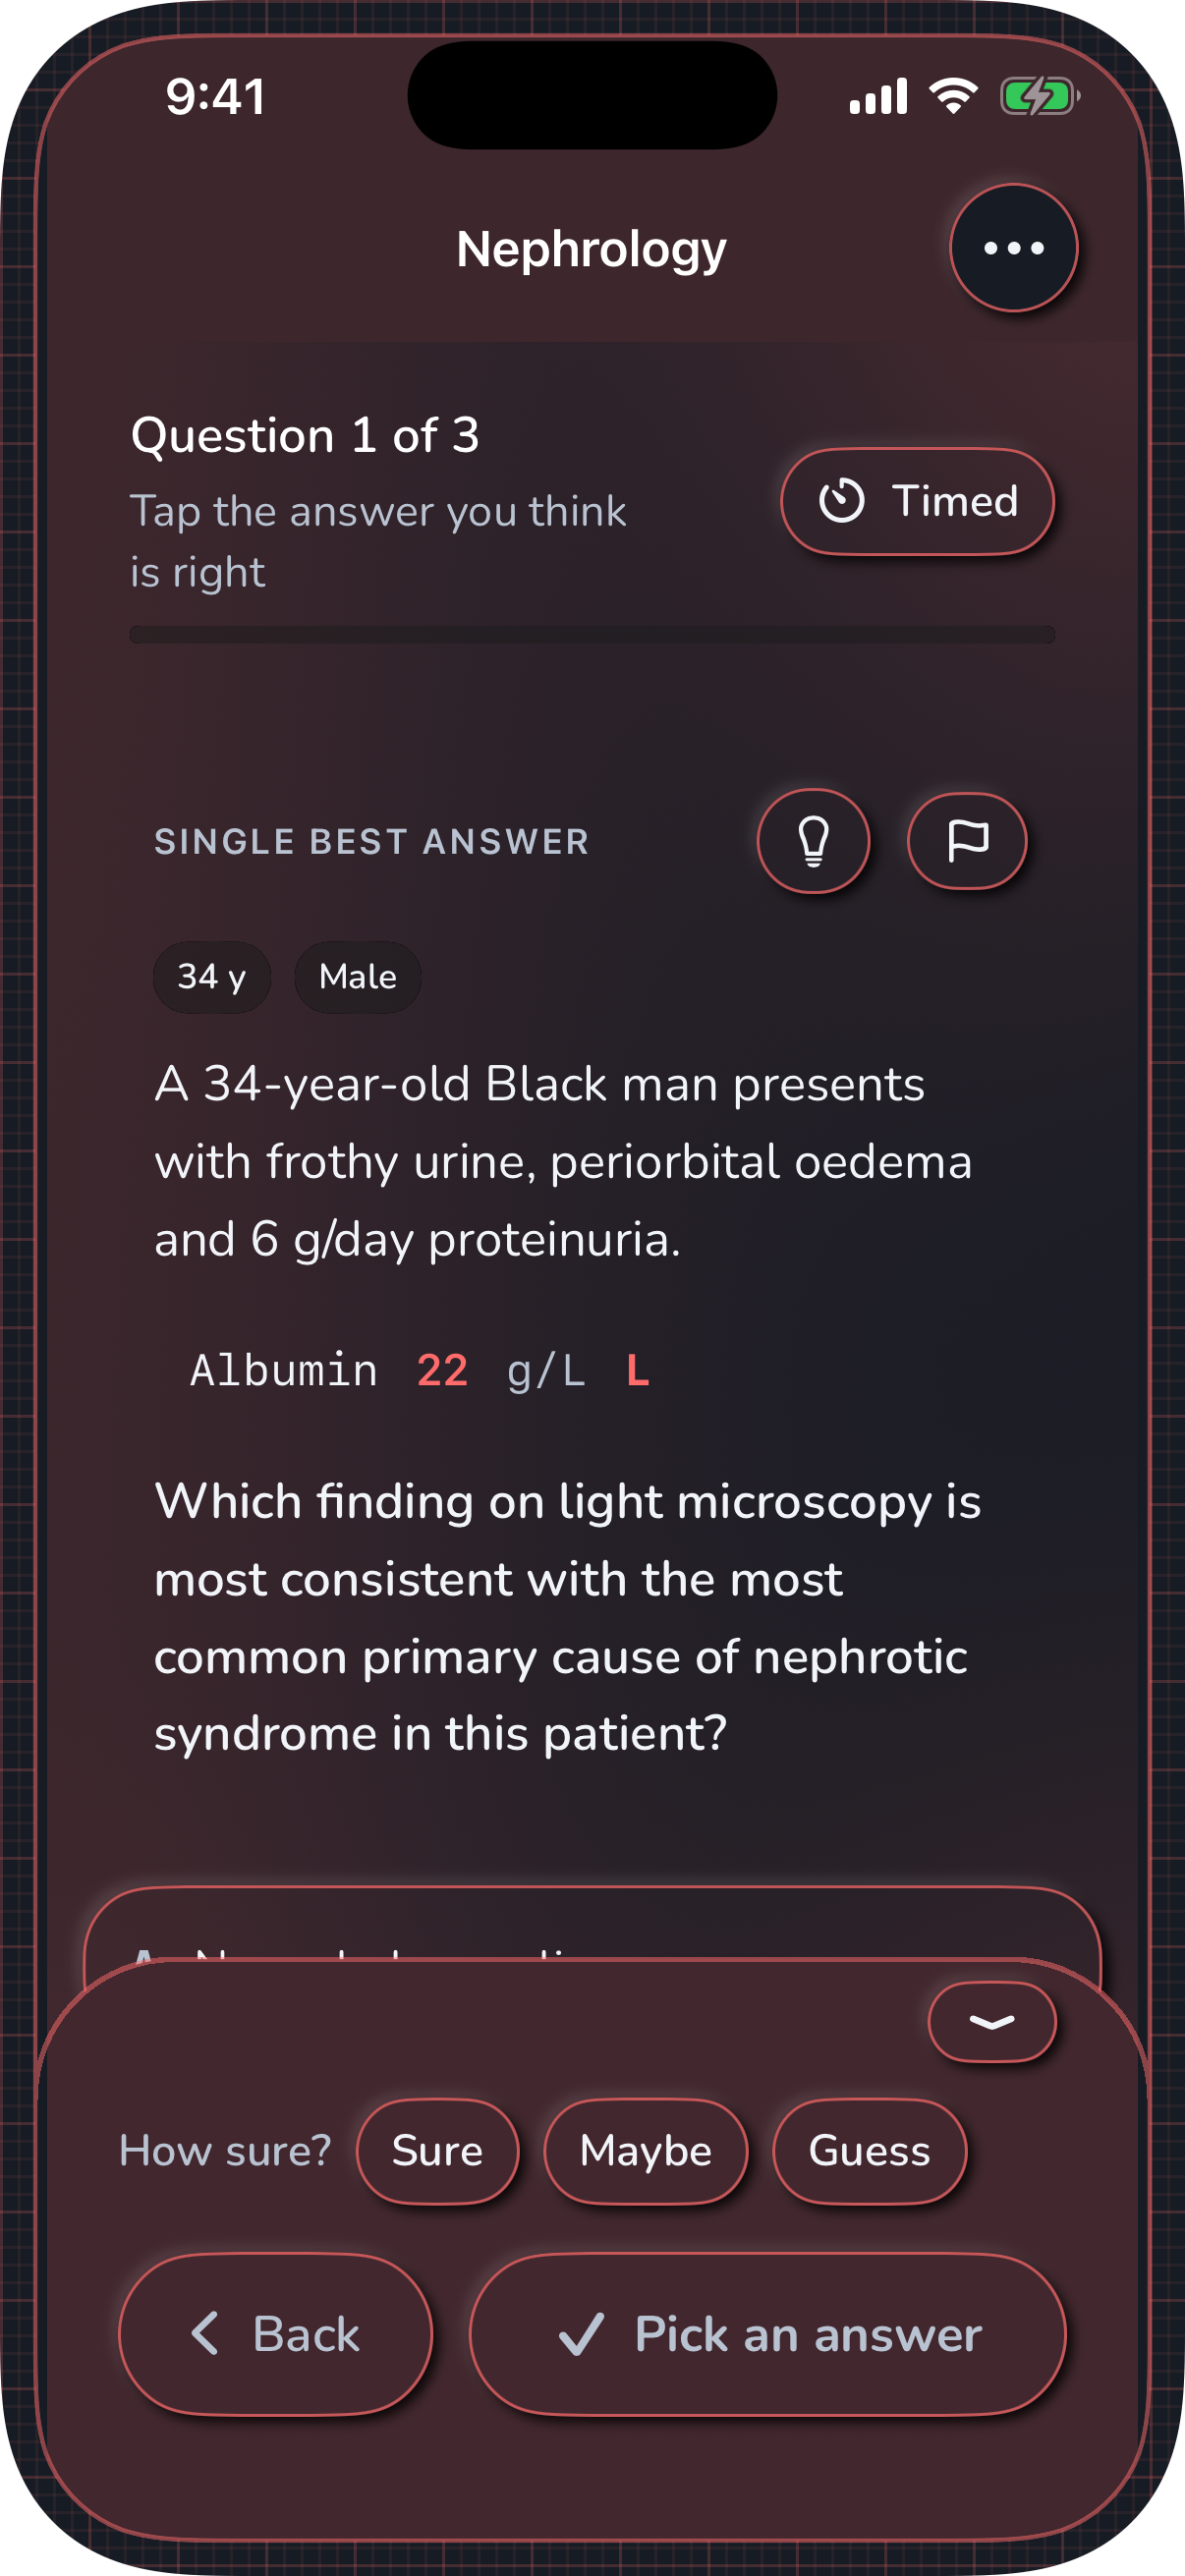 9:41
Nephrology
Question 1 of 3
Tap the answer you think
is right
Timed
SINGLE BEST ANSWER
34 y
Male
A 34-year-old Black man presents
with frothy urine, periorbital oedema
and 6 g/day proteinuria.
Albumin 22 g/L L
Which finding on light microscopy is
most consistent with the most
common primary cause of nephrotic
syndrome in this patient?
How sure?
Sure
Maybe
Guess
Back
Pick an answer